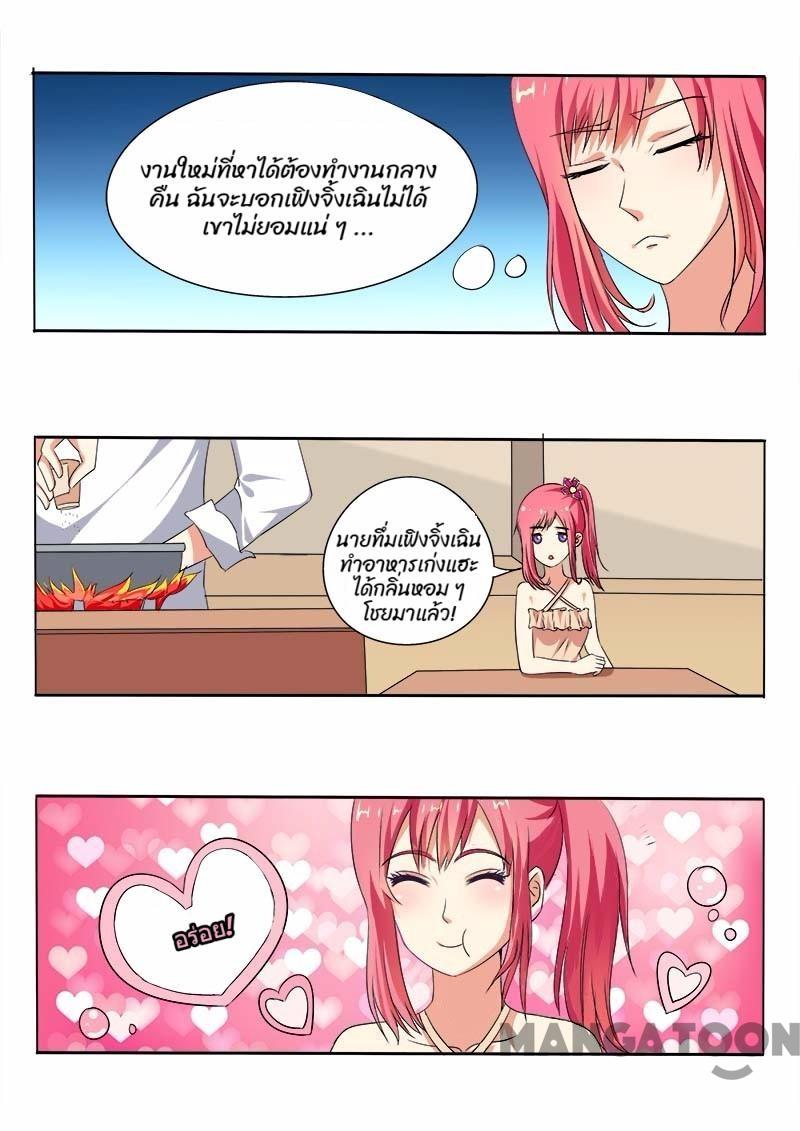 งานใหม่ที่หาได้ต้องทำงานกลาง
คืน ฉันจะบอกเฟิงจิ้งเฉินไม่ได้
เขาไม่ยอมแน่ ๆ ...
นายทึ่มเฟิงจิ้งเฉิน
ทำอาหารเก่งแฮะ
ได้กลิ่นหอม ๆ
โชยมาแล้ว!
อร่อย!
MANGATOON